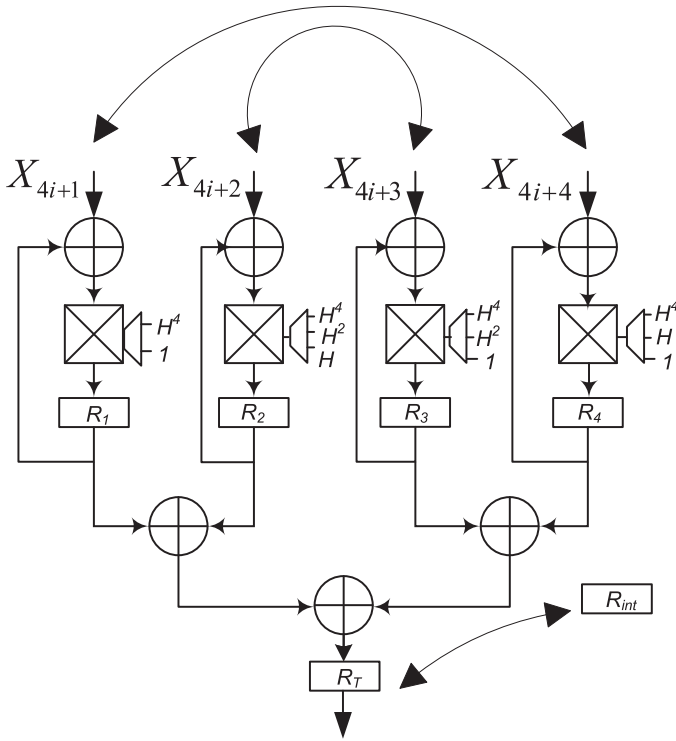 X4i+1 X4i+2 X4i+3 X4i+4
H⁴ H⁴ H⁴ H⁴
H² H² H
1 H 1 1
R1 R2 R3 R4
Rint
RT